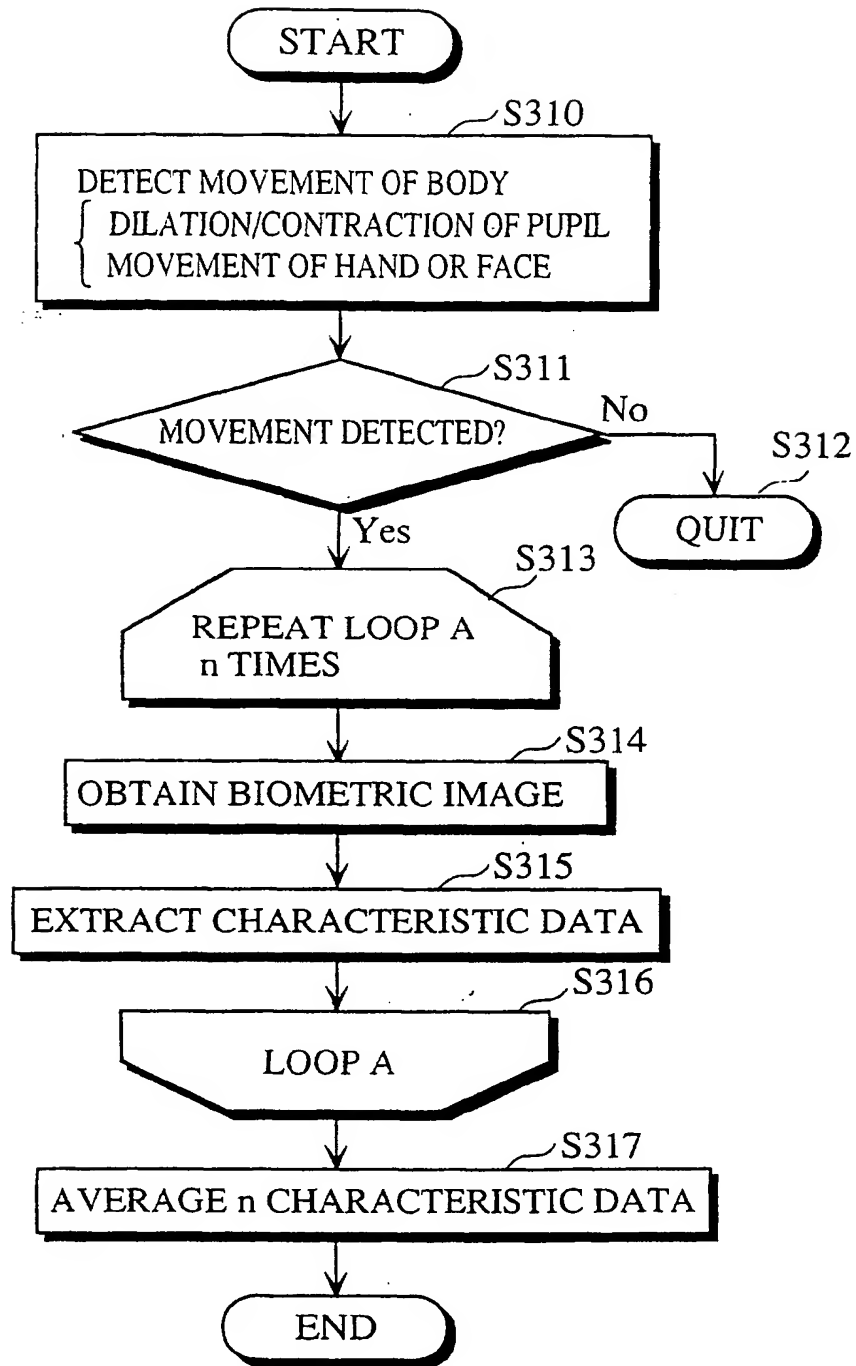 START
S310
DETECT MOVEMENT OF BODY
DILATION/CONTRACTION OF PUPIL
MOVEMENT OF HAND OR FACE
S311
MOVEMENT DETECTED?
No
S312
QUIT
Yes
S313
REPEAT LOOP A
n TIMES
S314
OBTAIN BIOMETRIC IMAGE
S315
EXTRACT CHARACTERISTIC DATA
S316
LOOP A
S317
AVERAGE n CHARACTERISTIC DATA
END